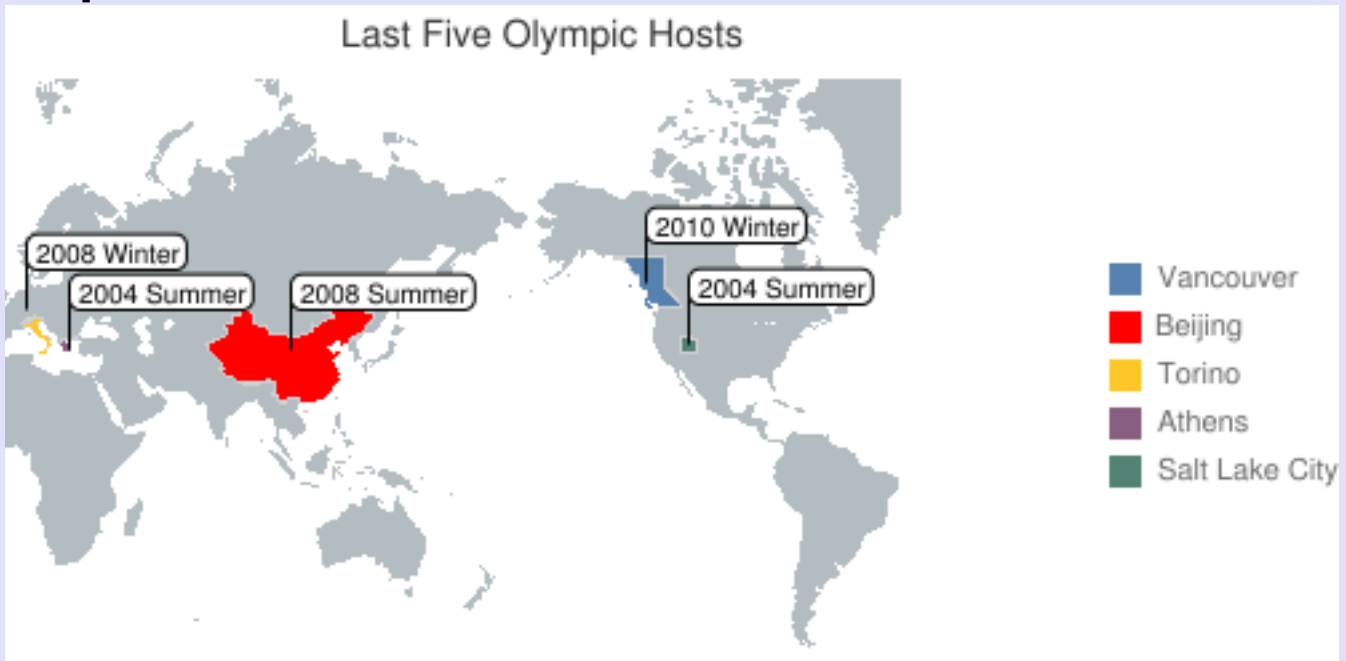 Last Five Olympic Hosts
2010 Winter
2008 Winter
2004 Summer
2008 Summer
2004 Summer
Vancouver
Beijing
Torino
Athens
Salt Lake City